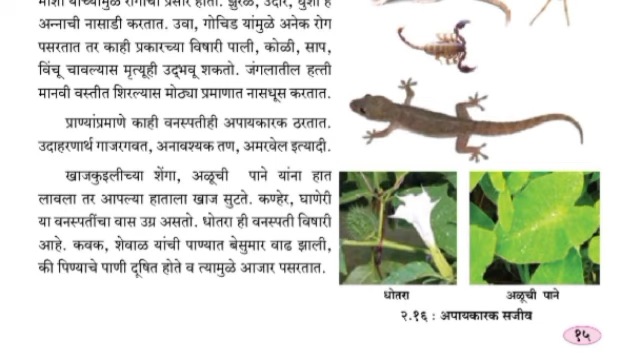 माशी यांच्यामुळे रोगांचा प्रसार होतो. झुरळ, उंदीर, घुशी हे
अन्नाची नासाडी करतात. उवा, गोचिड यांमुळे अनेक रोग
पसरतात तर काही प्रकारच्या विषारी पाली, कोळी, साप,
विंचू चावल्यास मृत्यूही उद्‌भवू शकतो. जंगलातील हत्ती
मानवी वस्तीत शिरल्यास मोठ्या प्रमाणात नासधूस करतात.
प्राण्यांप्रमाणे काही वनस्पतीही अपायकारक ठरतात.
उदाहरणार्थ गाजरगवत, अनावश्यक तण, अमरवेल इत्यादी.
खाजकुइलीच्या शेंगा, अळूची पाने यांना हात
लावला तर आपल्या हाताला खाज सुटते. कण्हेर, घाणेरी
या वनस्पतींचा वास उग्र असतो. धोतरा ही वनस्पती विषारी
आहे. कवक, शेवाळ यांची पाण्यात बेसुमार वाढ झाली,
की पिण्याचे पाणी दूषित होते व त्यामुळे आजार पसरतात.
धोतरा
अळूची पाने
२.१६ : अपायकारक सजीव
१५